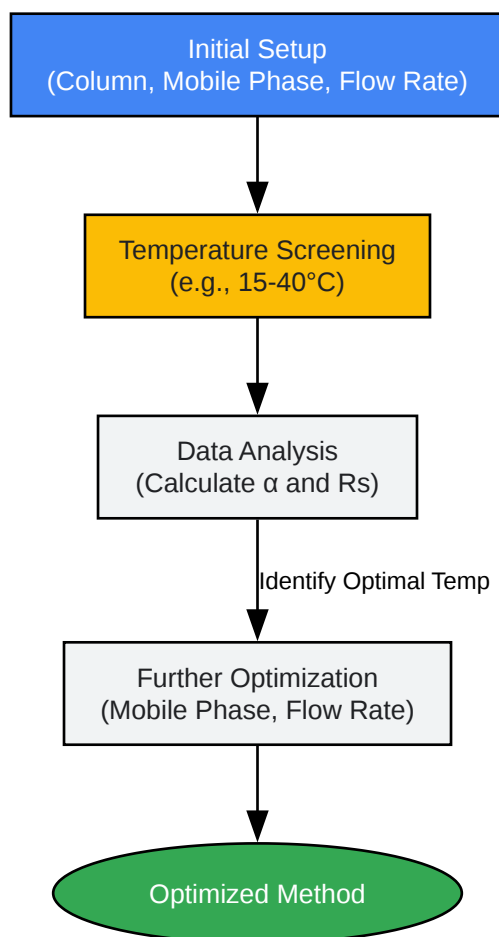 Initial Setup
(Column, Mobile Phase, Flow Rate)
Temperature Screening
(e.g., 15-40°C)
Data Analysis
(Calculate α and Rs)
Identify Optimal Temp
Further Optimization
(Mobile Phase, Flow Rate)
Optimized Method